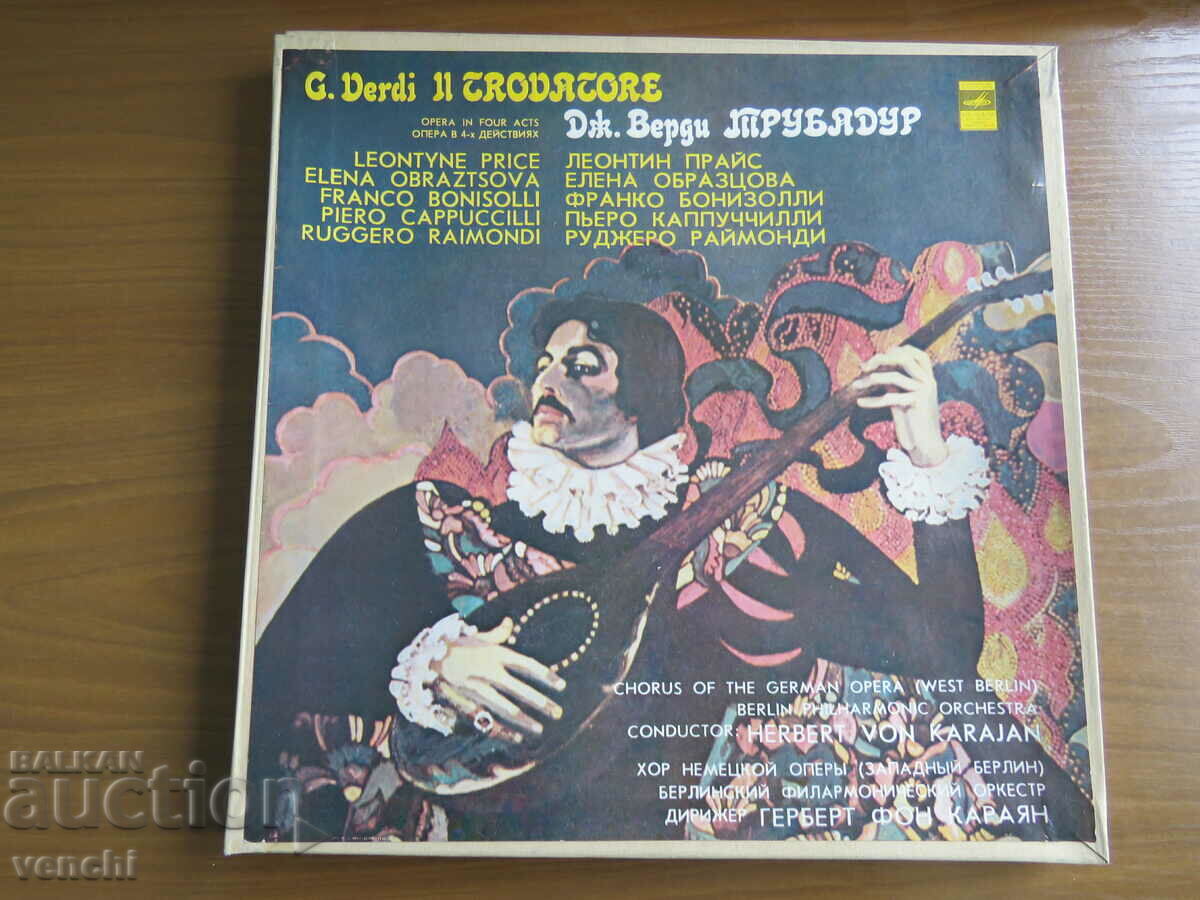 G. Verdi Il TROVATORE
OPERA IN FOUR ACTS
ОПЕРА В 4-х ДЕЙСТВИЯХ
Дж. Верди ТРУБАДУР
LEONTYNE PRICE ЛЕОНТИН ПРАЙС
ELENA OBRAZTSOVA ЕЛЕНА ОБРАЗЦОВА
FRANCO BONISOLLI ФРАНКО БОНИЗОЛЛИ
PIERO CAPPUCCILLI ПЬЕРО КАППУЧЧИЛЛИ
RUGGERO RAIMONDI РУДЖЕРО РАЙМОНДИ
CHORUS OF THE GERMAN OPERA (WEST BERLIN)
BERLIN PHILHARMONIC ORCHESTRA
CONDUCTOR: HERBERT VON KARAJAN
ХОР НЕМЕЦКОЙ ОПЕРЫ (ЗАПАДНЫЙ БЕРЛИН)
БЕРЛИНСКИЙ ФИЛАРМОНИЧЕСКИЙ ОРКЕСТР
ДИРИЖЕР ГЕРБЕРТ ФОН КАРАЯН
BALKAN
auction
venchi